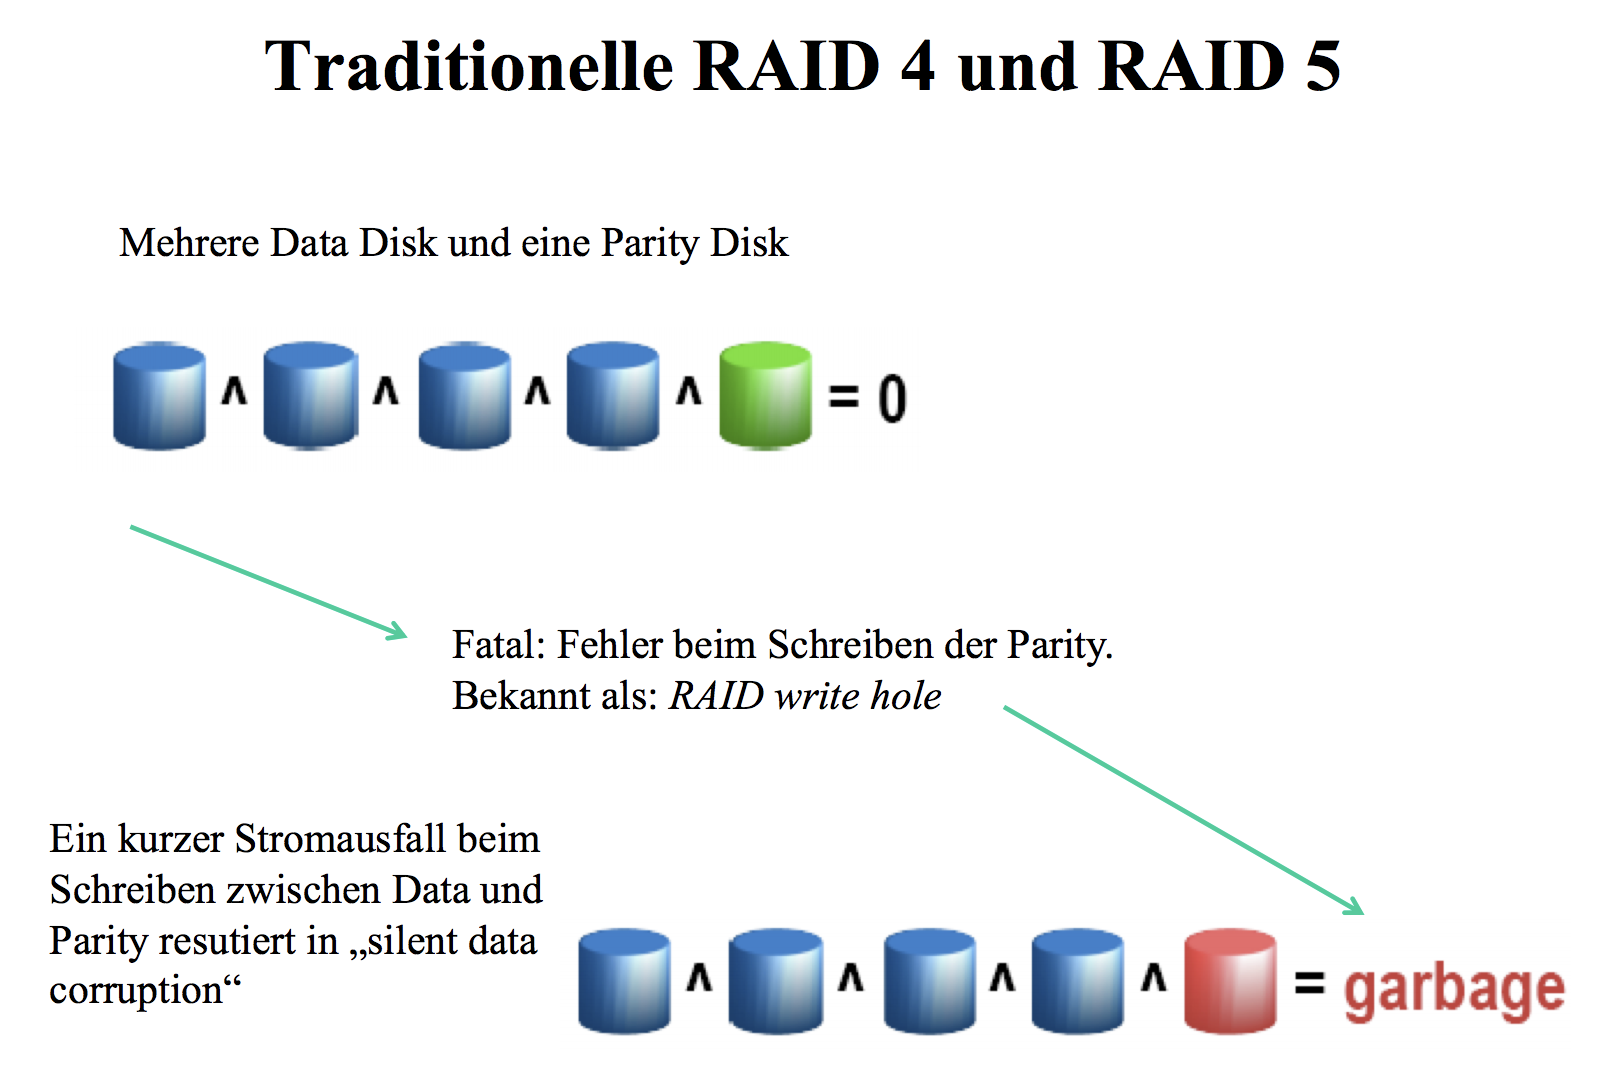 Traditionelle RAID 4 und RAID 5
Mehrere Data Disk und eine Parity Disk
^ ^ ^ ^ = 0
Fatal: Fehler beim Schreiben der Parity.
Bekannt als: RAID write hole
Ein kurzer Stromausfall beim
Schreiben zwischen Data und
Parity resutiert in „silent data
corruption“
^ ^ ^ ^ = garbage